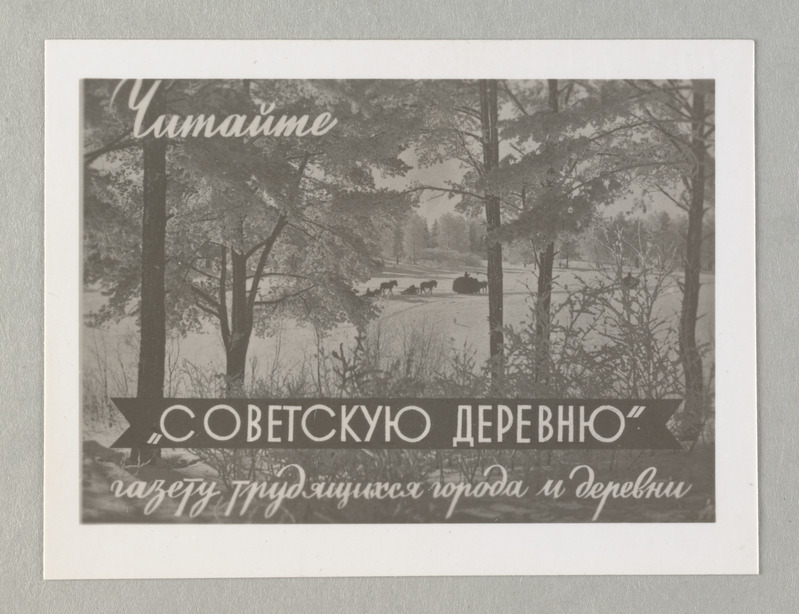 Читайте
„СОВЕТСКУЮ ДЕРЕВНЮ“
газету трудящихся города и деревни